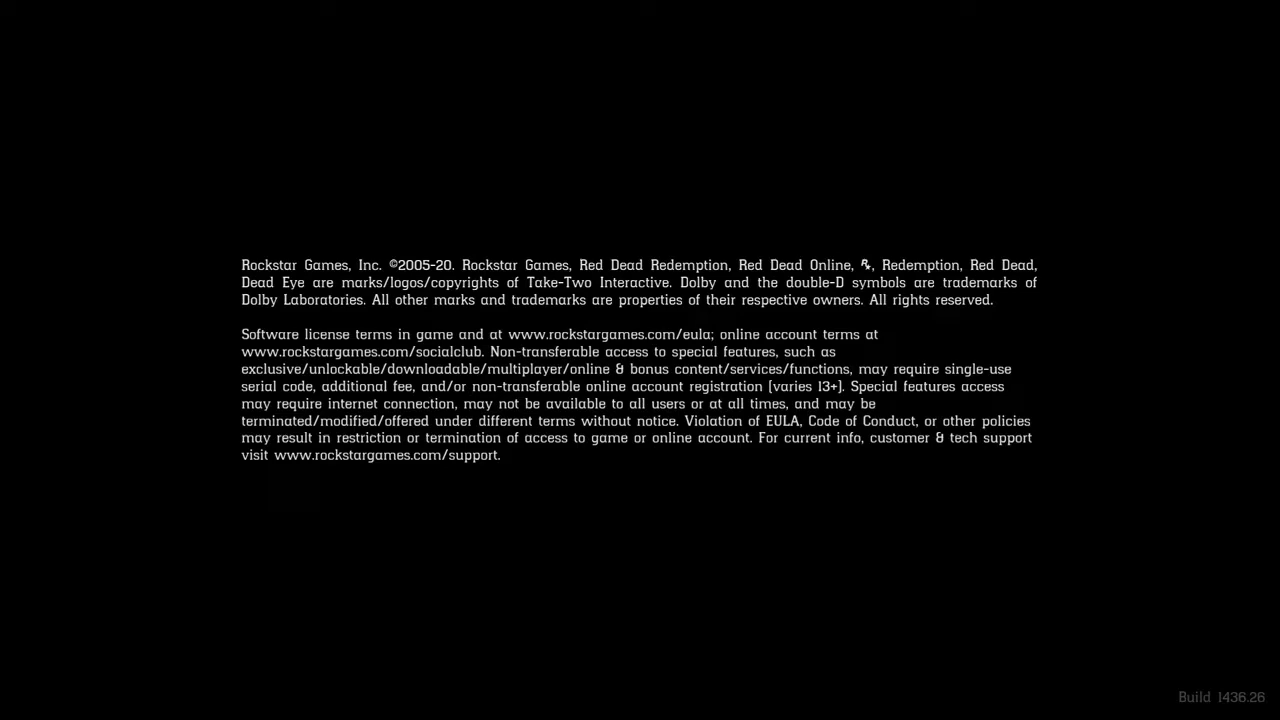 Rockstar Games, Inc. ©2005-20. Rockstar Games, Red Dead Redemption, Red Dead Online, R*, Redemption, Red Dead,
Dead Eye are marks/logos/copyrights of Take-Two Interactive. Dolby and the double-D symbols are trademarks of
Dolby Laboratories. All other marks and trademarks are properties of their respective owners. All rights reserved.
Software license terms in game and at www.rockstargames.com/eula; online account terms at
www.rockstargames.com/socialclub. Non-transferable access to special features, such as
exclusive/unlockable/downloadable/multiplayer/online & bonus content/services/functions, may require single-use
serial code, additional fee, and/or non-transferable online account registration (varies 13+). Special features access
may require internet connection, may not be available to all users or at all times, and may be
terminated/modified/offered under different terms without notice. Violation of EULA, Code of Conduct, or other policies
may result in restriction or termination of access to game or online account. For current info, customer & tech support
visit www.rockstargames.com/support.
Build 1436.26